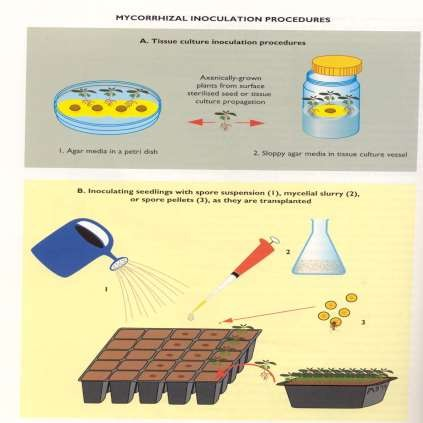 MYCORRHIZAL INOCULATION PROCEDURES
A. Tissue culture inoculation procedures
Axenically-grown
plants from surface
sterilised seed or tissue
culture propagation
1. Agar media in a petri dish
2. Sloppy agar media in tissue culture vessel
B. Inoculating seedlings with spore suspension (1), mycelial slurry (2),
or spore pellets (3), as they are transplanted
1
2
3